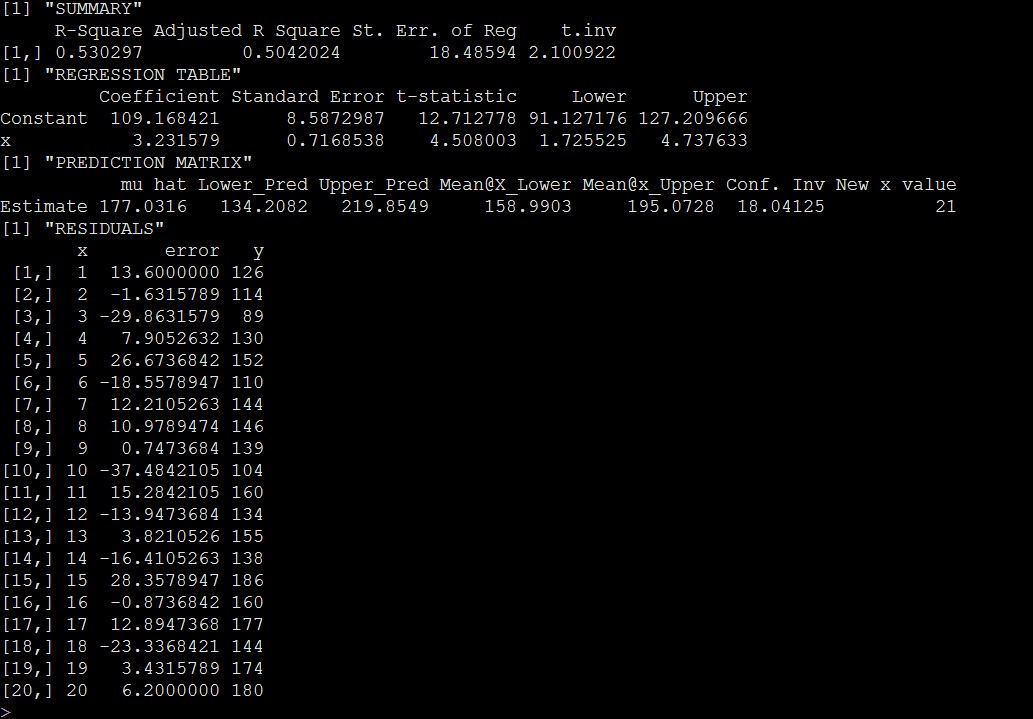 [1] "SUMMARY"
R-Square Adjusted R Square St. Err. of Reg t.inv
[1,] 0.530297 0.5042024 18.48594 2.100922
[1] "REGRESSION TABLE"
Coefficient Standard Error t-statistic Lower Upper
Constant 109.168421 8.5872987 12.712778 91.127176 127.209666
x 3.231579 0.7168538 4.508003 1.725525 4.737633
[1] "PREDICTION MATRIX"
mu hat Lower_Pred Upper_Pred Mean@X_Lower Mean@x_Upper Conf. Inv New x value
Estimate 177.0316 134.2082 219.8549 158.9903 195.0728 18.04125 21
[1] "RESIDUALS"
x error y
[1,] 1 13.6000000 126
[2,] 2 -1.6315789 114
[3,] 3 -29.8631579 89
[4,] 4 7.9052632 130
[5,] 5 26.6736842 152
[6,] 6 -18.5578947 110
[7,] 7 12.2105263 144
[8,] 8 10.9789474 146
[9,] 9 0.7473684 139
[10,] 10 -37.4842105 104
[11,] 11 15.2842105 160
[12,] 12 -13.9473684 134
[13,] 13 3.8210526 155
[14,] 14 -16.4105263 138
[15,] 15 28.3578947 186
[16,] 16 -0.8736842 160
[17,] 17 12.8947368 177
[18,] 18 -23.3368421 144
[19,] 19 3.4315789 174
[20,] 20 6.2000000 180
>